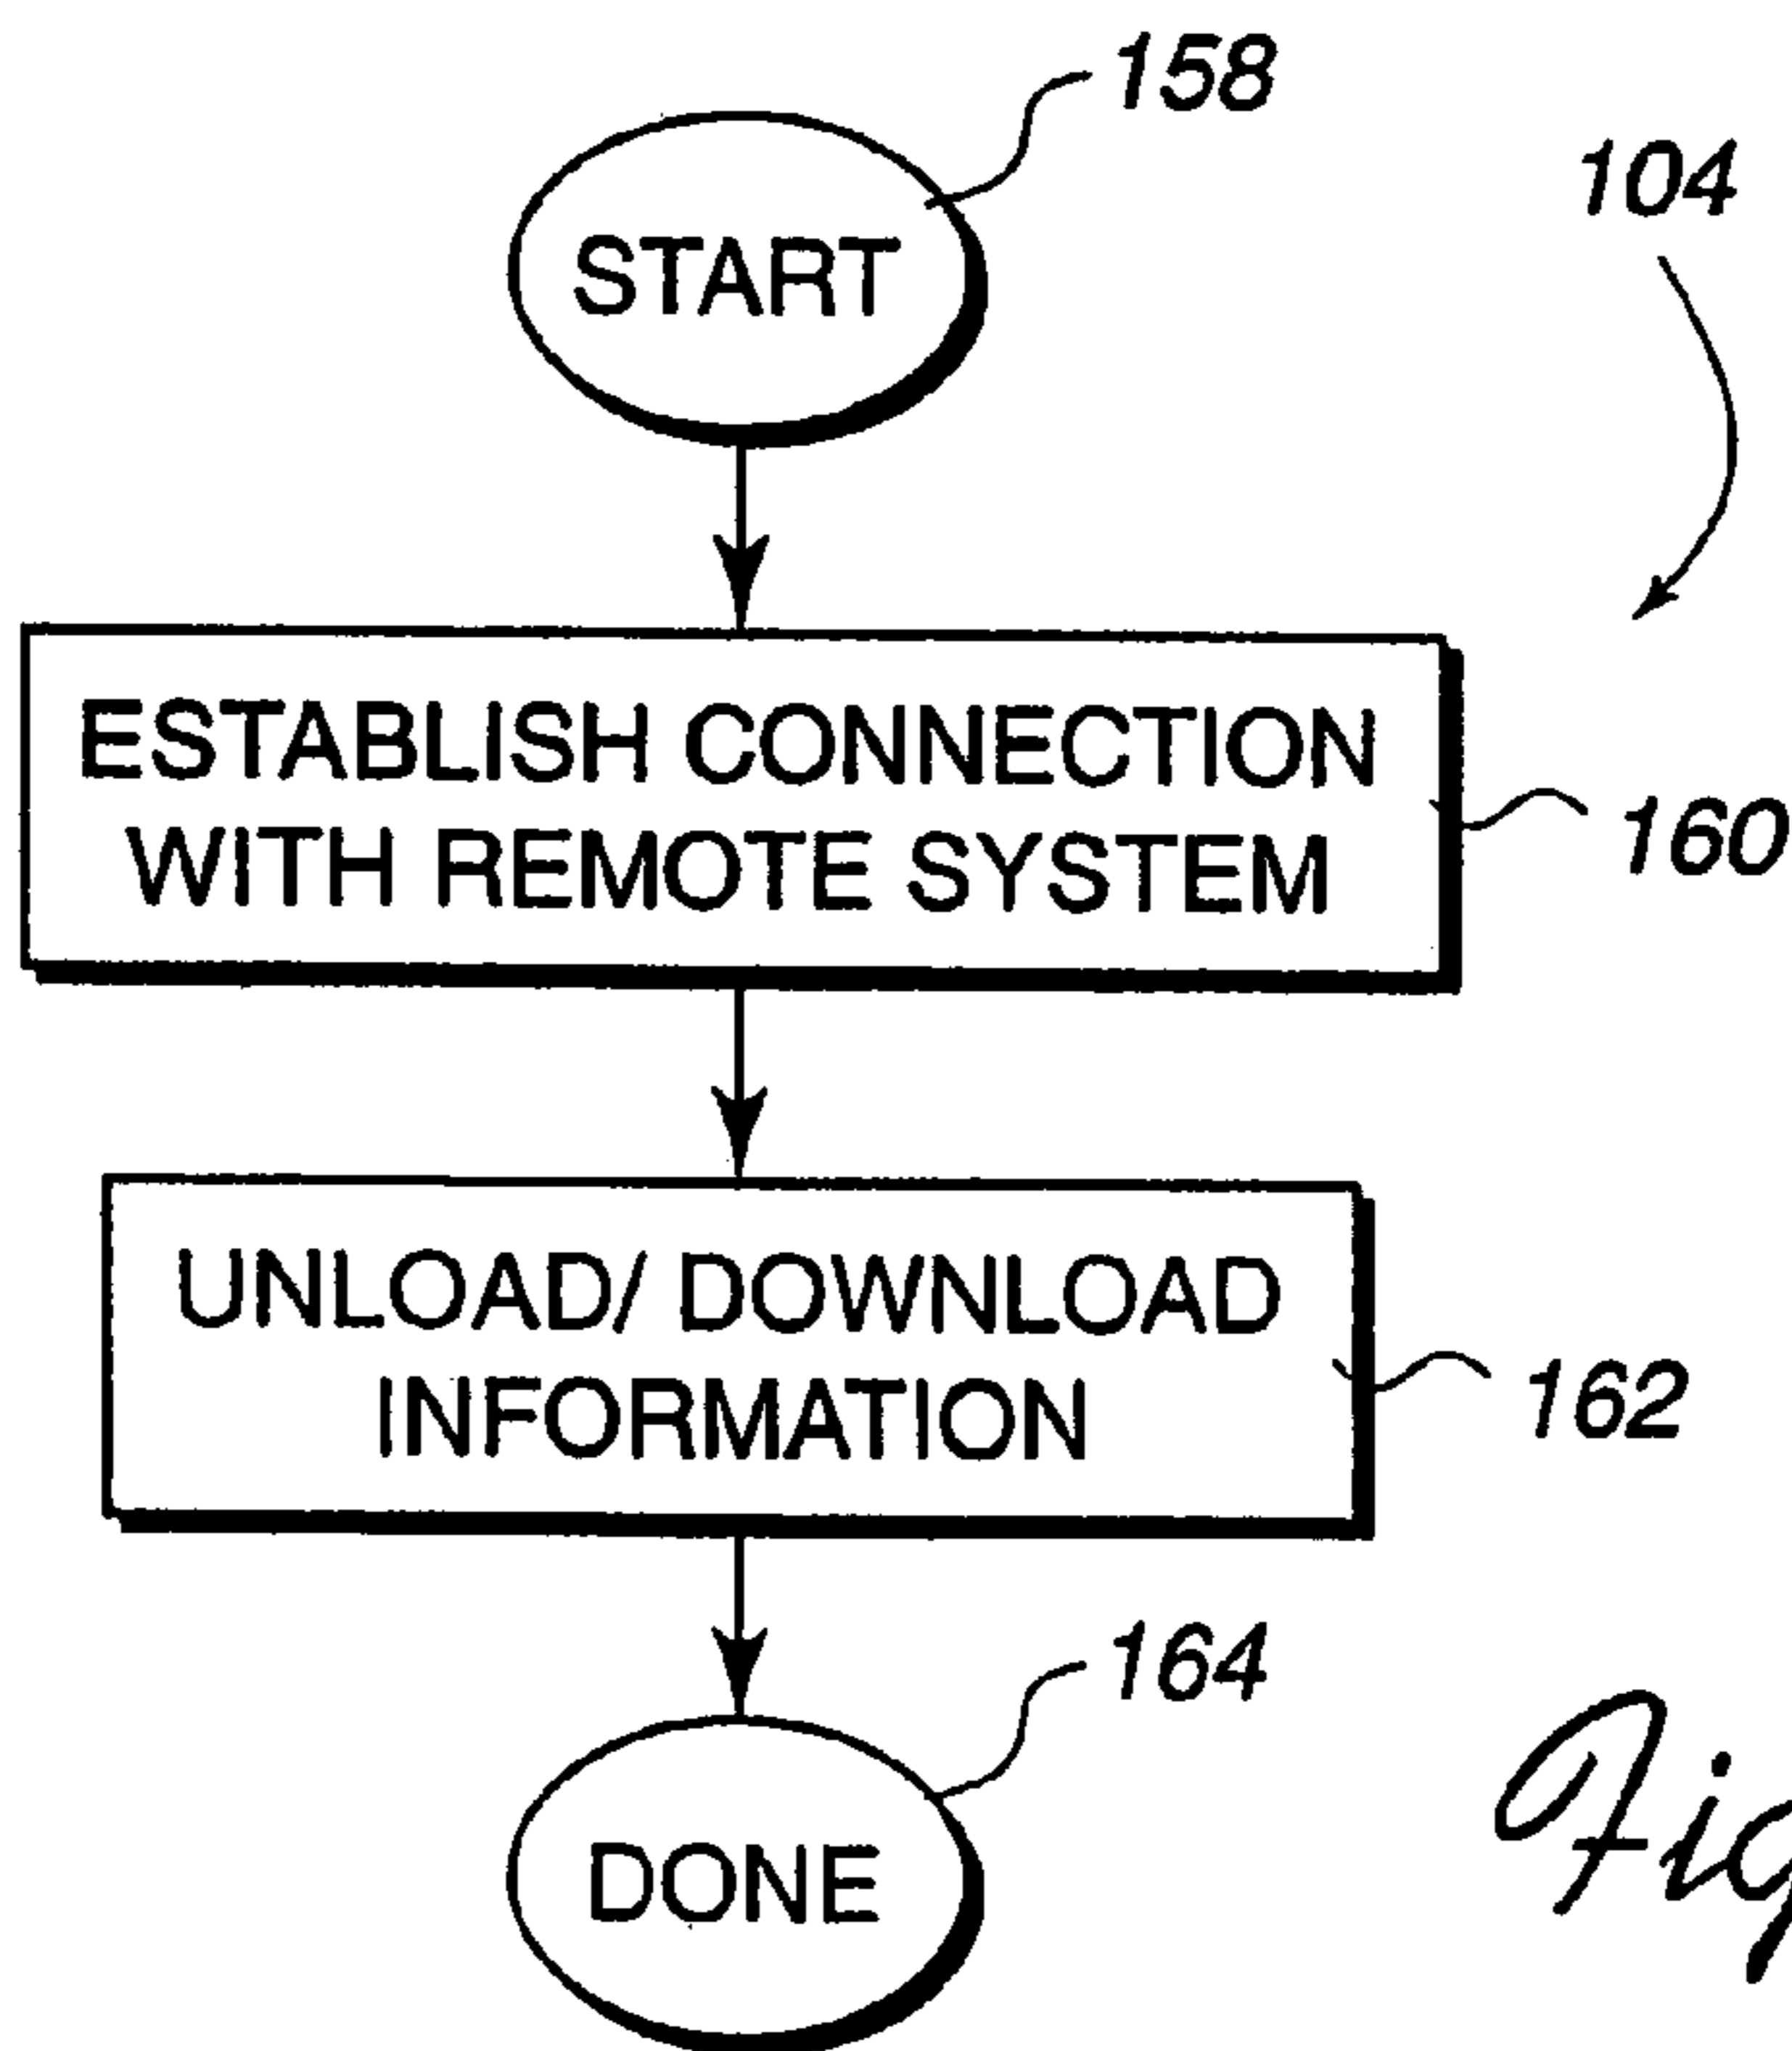 158
104
START
ESTABLISH CONNECTION
WITH REMOTE SYSTEM
160
UNLOAD/ DOWNLOAD
INFORMATION
162
164
DONE